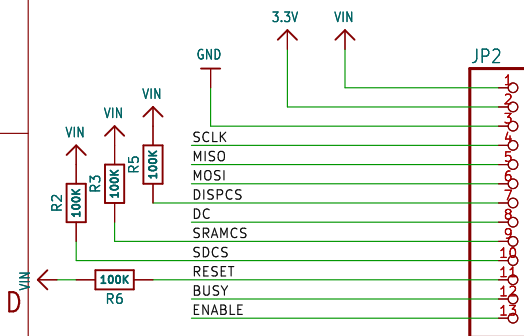 3.3V
VIN
GND
JP2
VIN
VIN
VIN
1
2
3
SCLK
4
MISO
5
MOSI
6
DISPCS
7
DC
8
SRAMCS
9
SDCS
10
RESET
11
BUSY
12
ENABLE
13
R5
100K
R3
100K
R2
100K
VIN
100K
R6
D